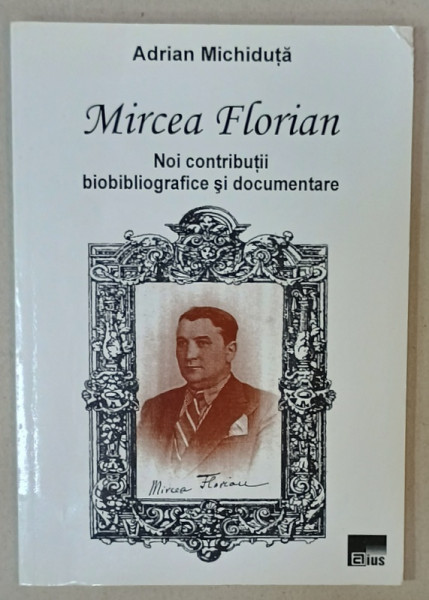 Adrian Michiduță
Mircea Florian
Noi contribuții
biobibliografice și documentare
Mircea Florian
aius